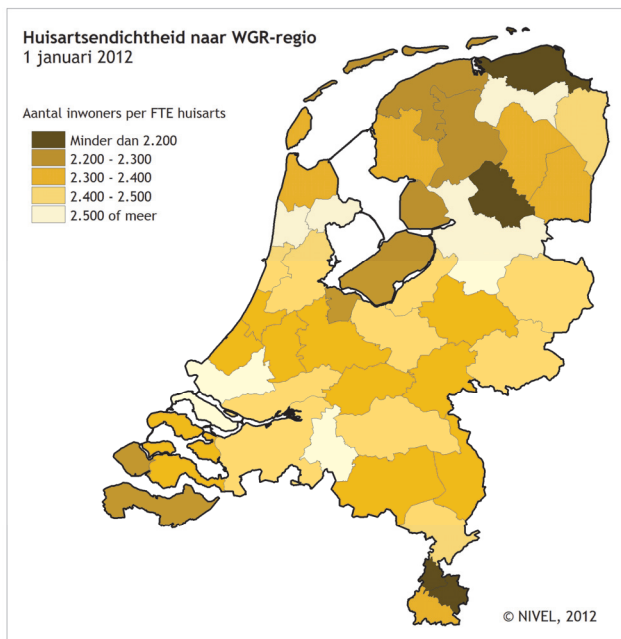 Huisartsendichtheid naar WGR-regio
1 januari 2012
Aantal inwoners per FTE huisarts
Minder dan 2.200
2.200 - 2.300
2.300 - 2.400
2.400 - 2.500
2.500 of meer
© NIVEL, 2012